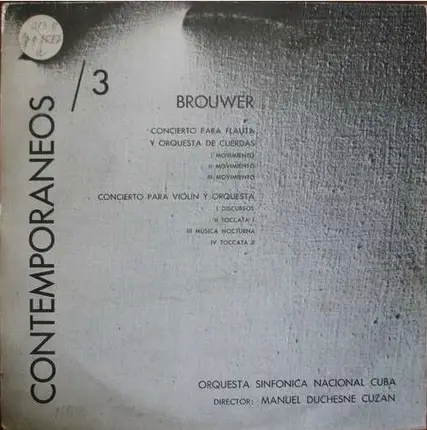 CONTEMPORANEOS
/3
BROUWER
CONCIERTO PARA FLAUTA
Y ORQUESTA DE CUERDAS
I MOVIMIENTO
II MOVIMIENTO
III MOVIMIENTO
CONCIERTO PARA VIOLIN Y ORQUESTA
I DISCURSOS
II TOCCATA I
III MUSICA NOCTURNA
IV TOCCATA II
ORQUESTA SINFONICA NACIONAL CUBA
DIRECTOR: MANUEL DUCHESNE CUZAN